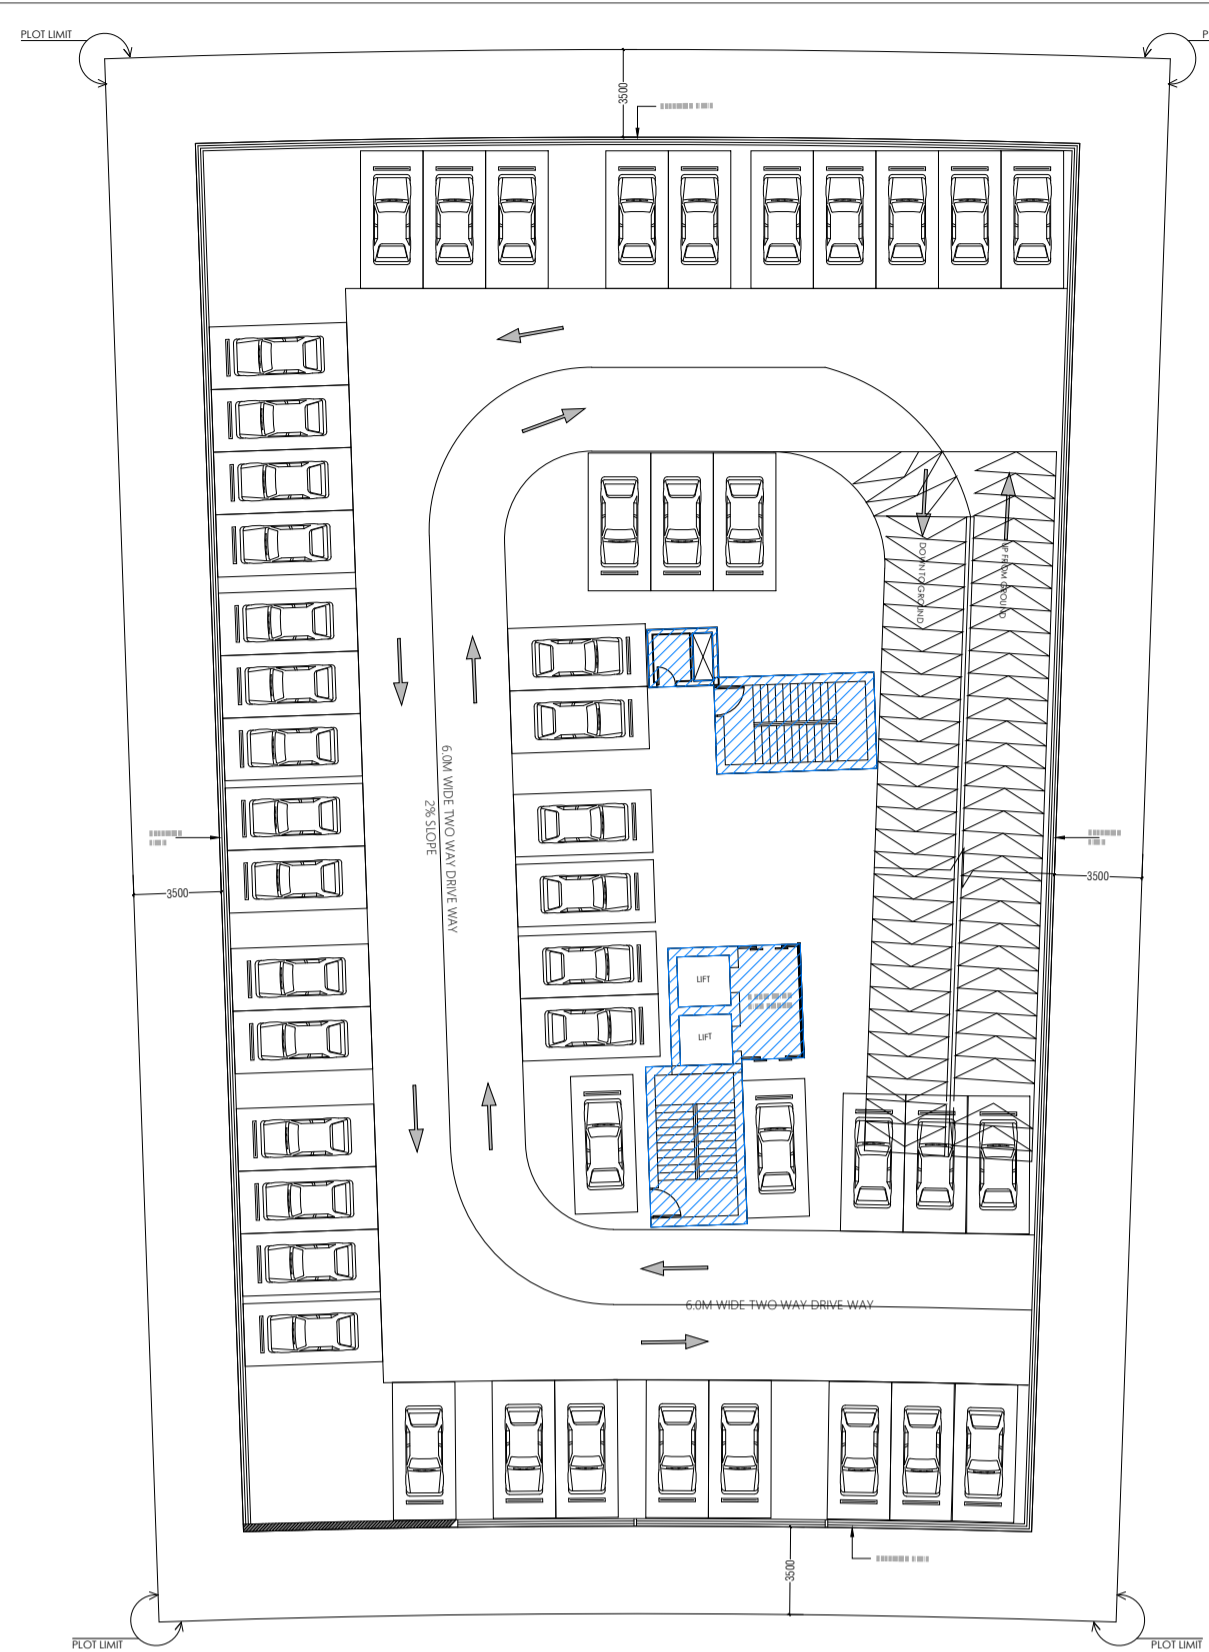 PLOT LIMIT
P
3500
DOWN TO GROUND
UP FROM GROUND
6.0M WIDE TWO WAY DRIVE WAY
2% SLOPE
3500
3500
LIFT
LIFT
6.0M WIDE TWO WAY DRIVE WAY
3500
PLOT LIMIT
PLOT LIMIT